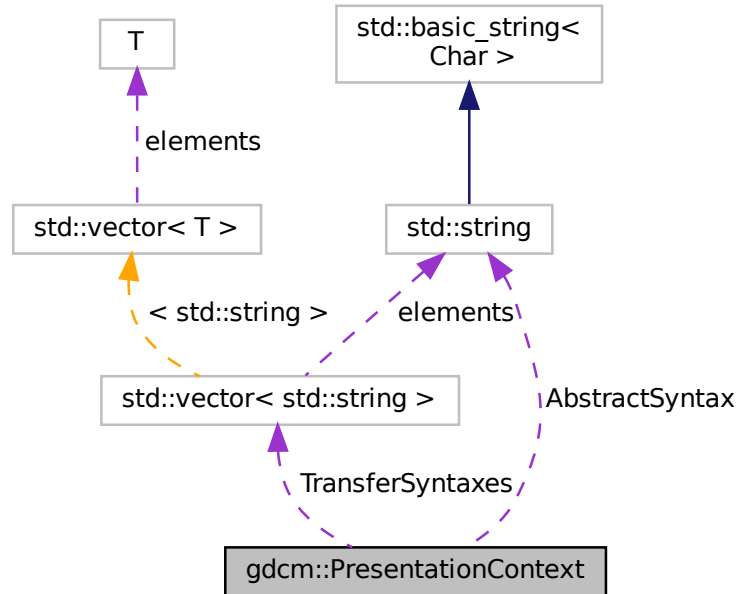 T
std::basic_string<
Char >
elements
std::vector< T >
std::string
< std::string >
elements
std::vector< std::string >
AbstractSyntax
TransferSyntaxes
gdcm::PresentationContext